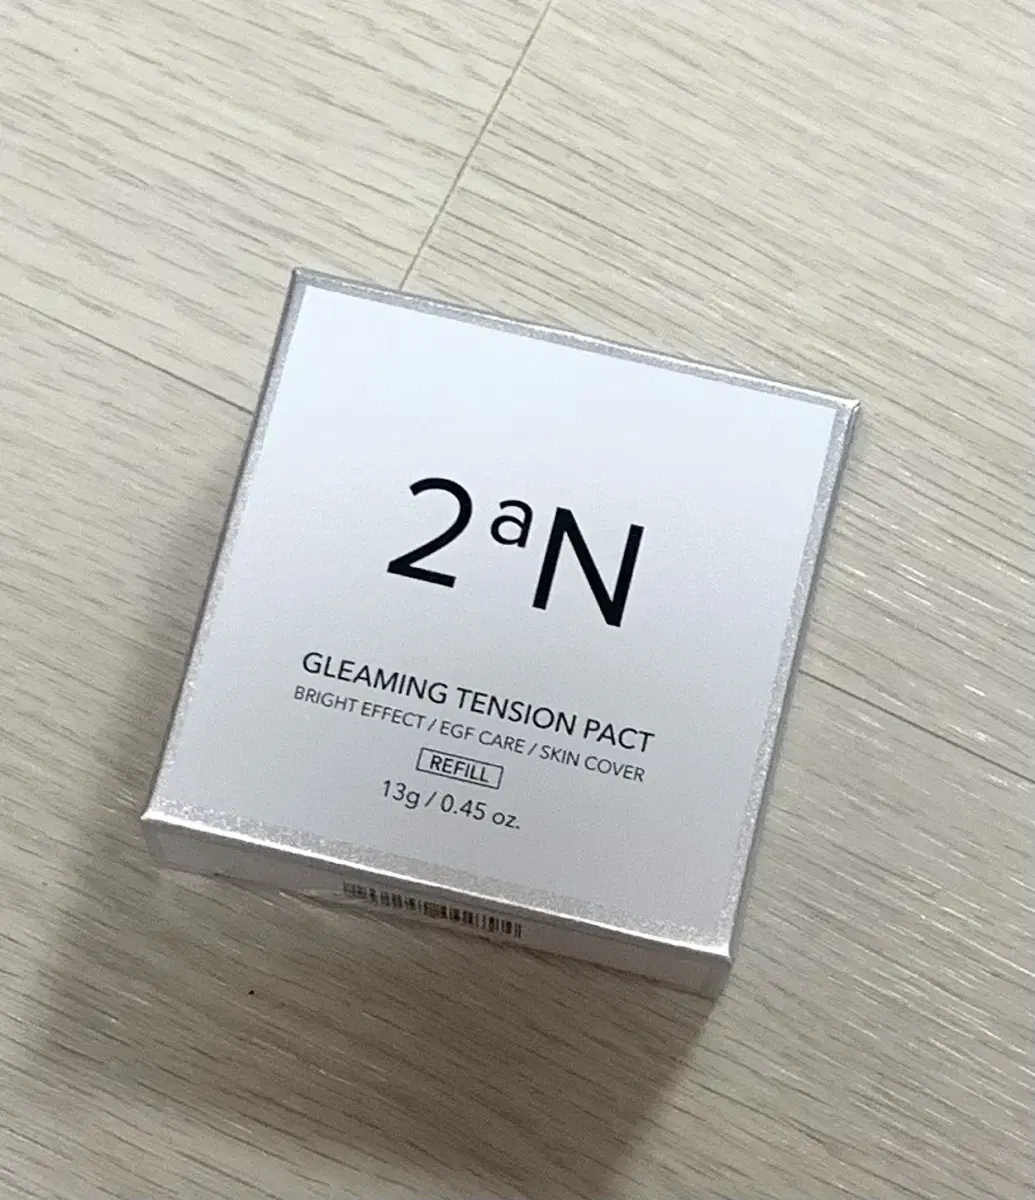 2aN
GLEAMING TENSION PACT
BRIGHT EFFECT / EGF CARE / SKIN COVER
REFILL
13g / 0.45 oz.